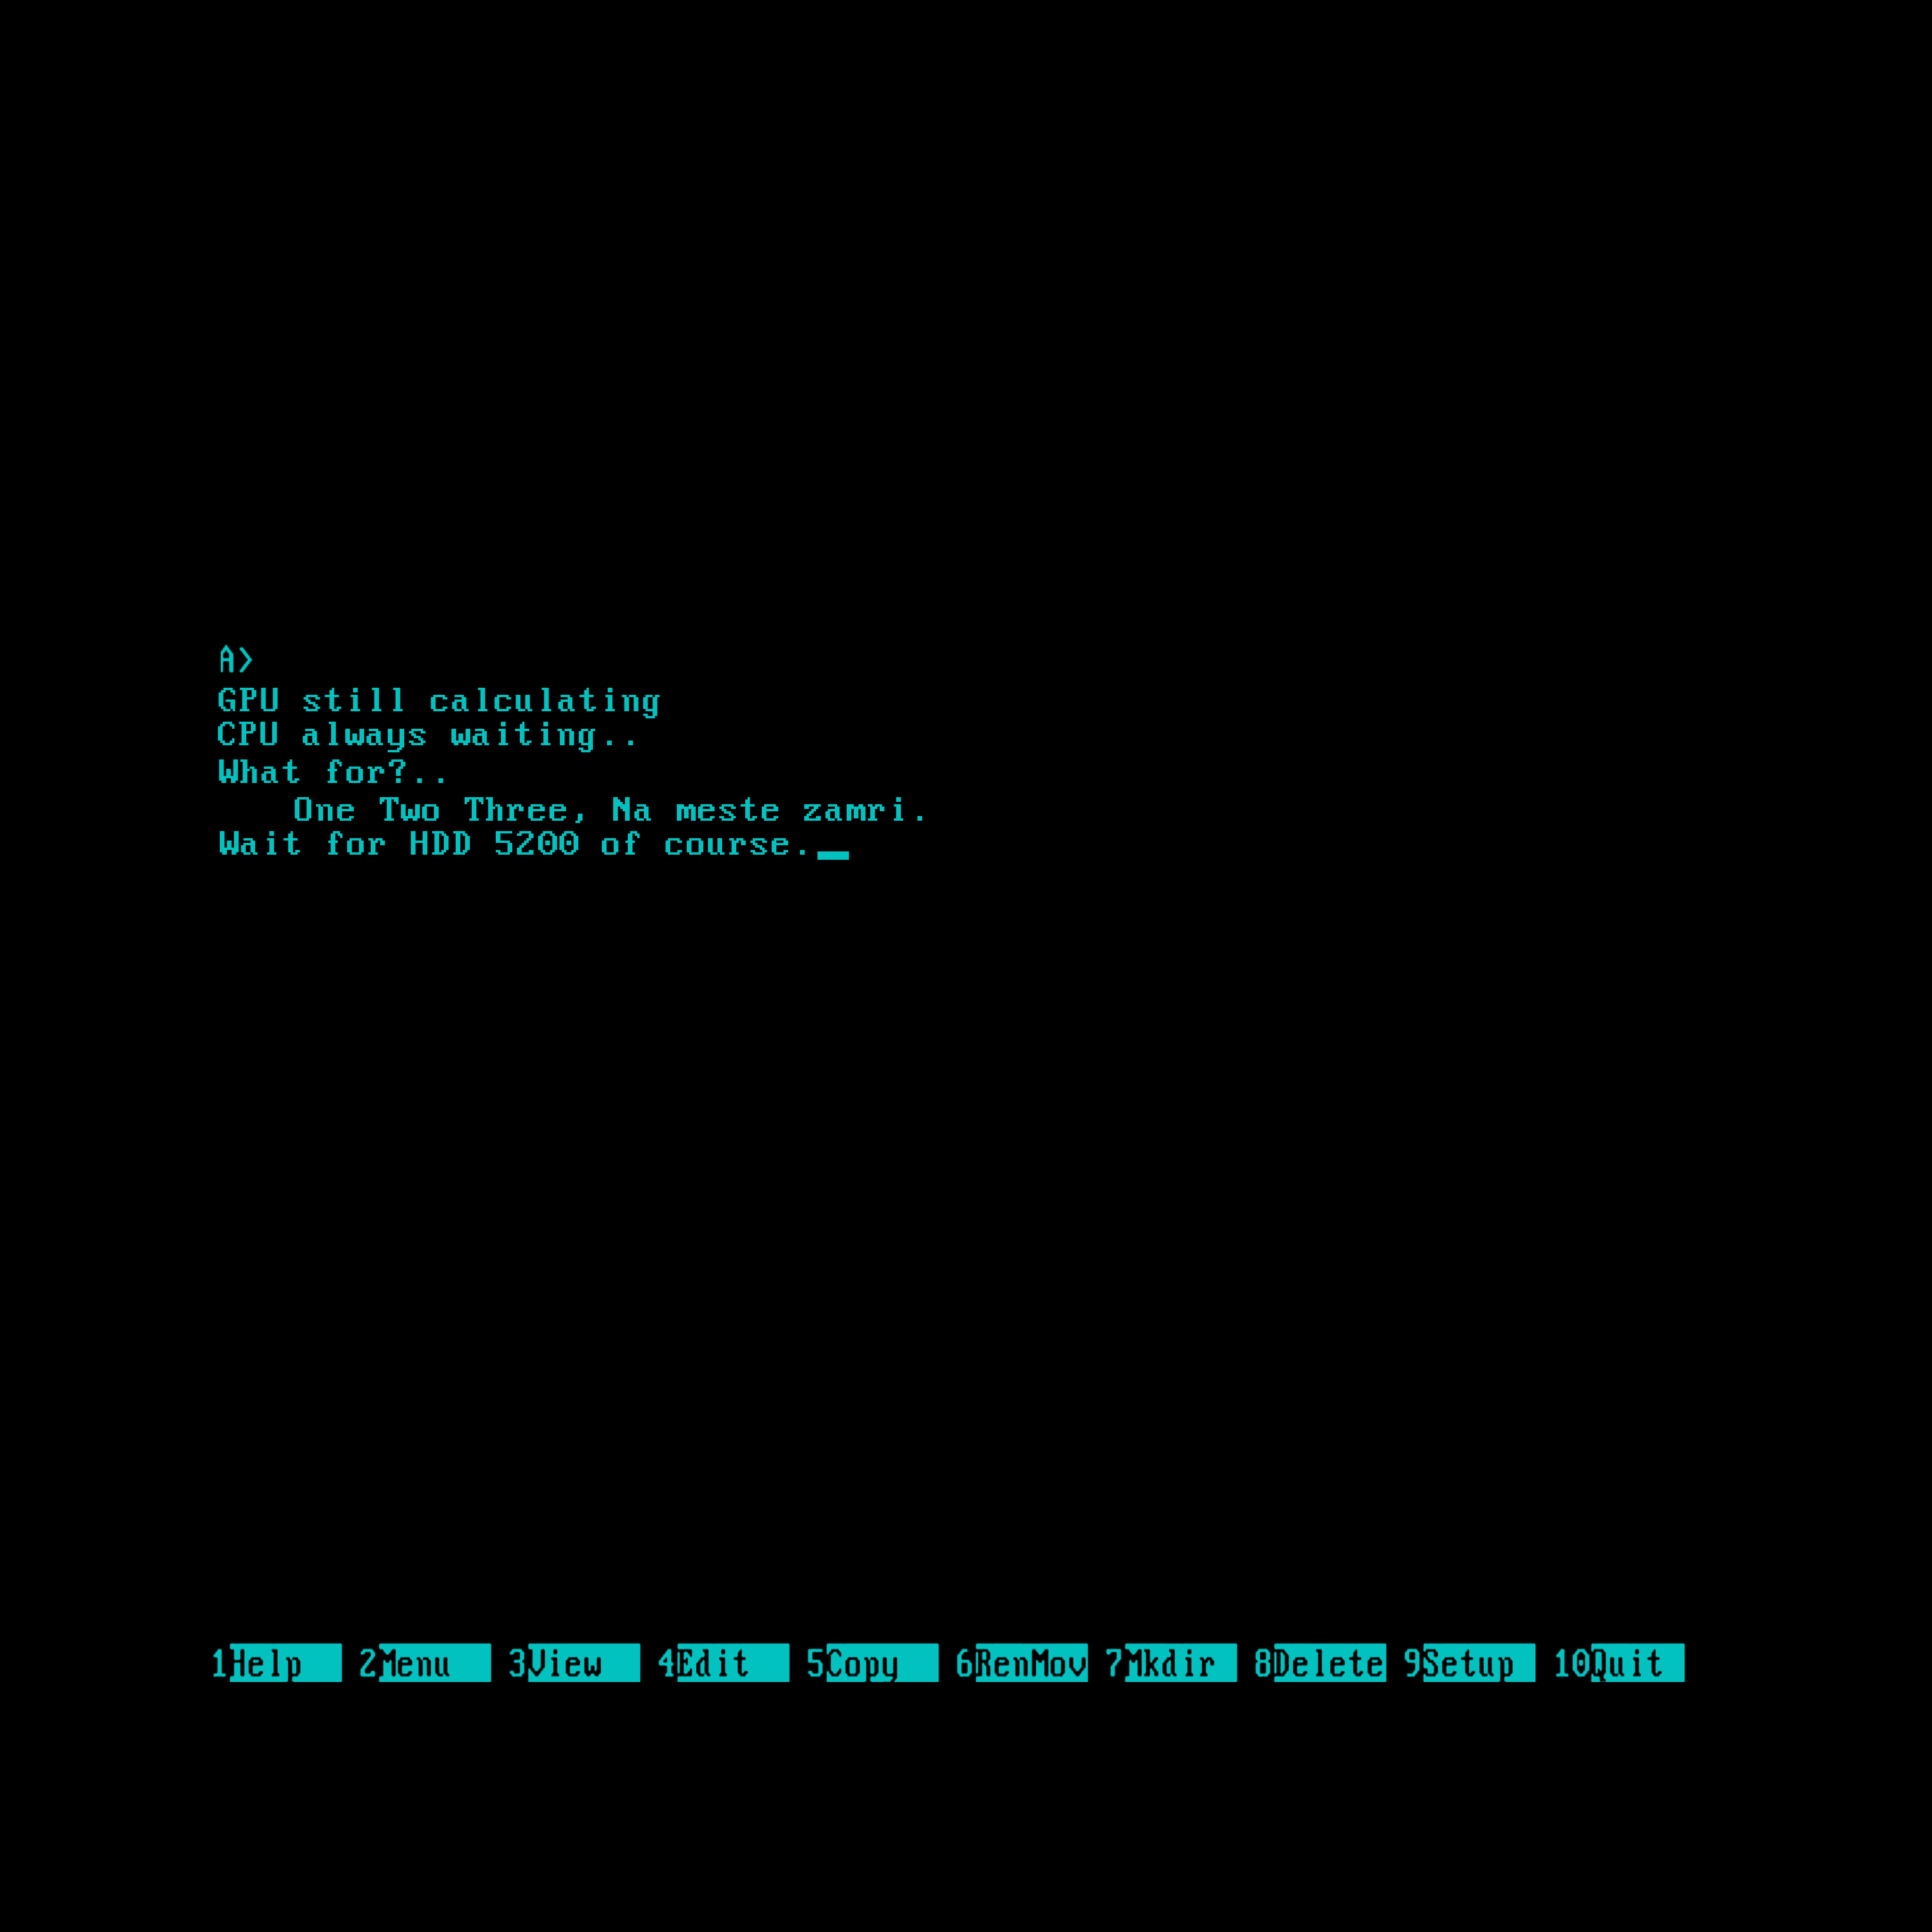 A>
GPU still calculating
CPU always waiting..
What for?..
One Two Three, Na meste zamri.
Wait for HDD 5200 of course.
1Help 2Menu 3View 4Edit 5Copy 6RenMov 7Mkdir 8Delete 9Setup 10Quit